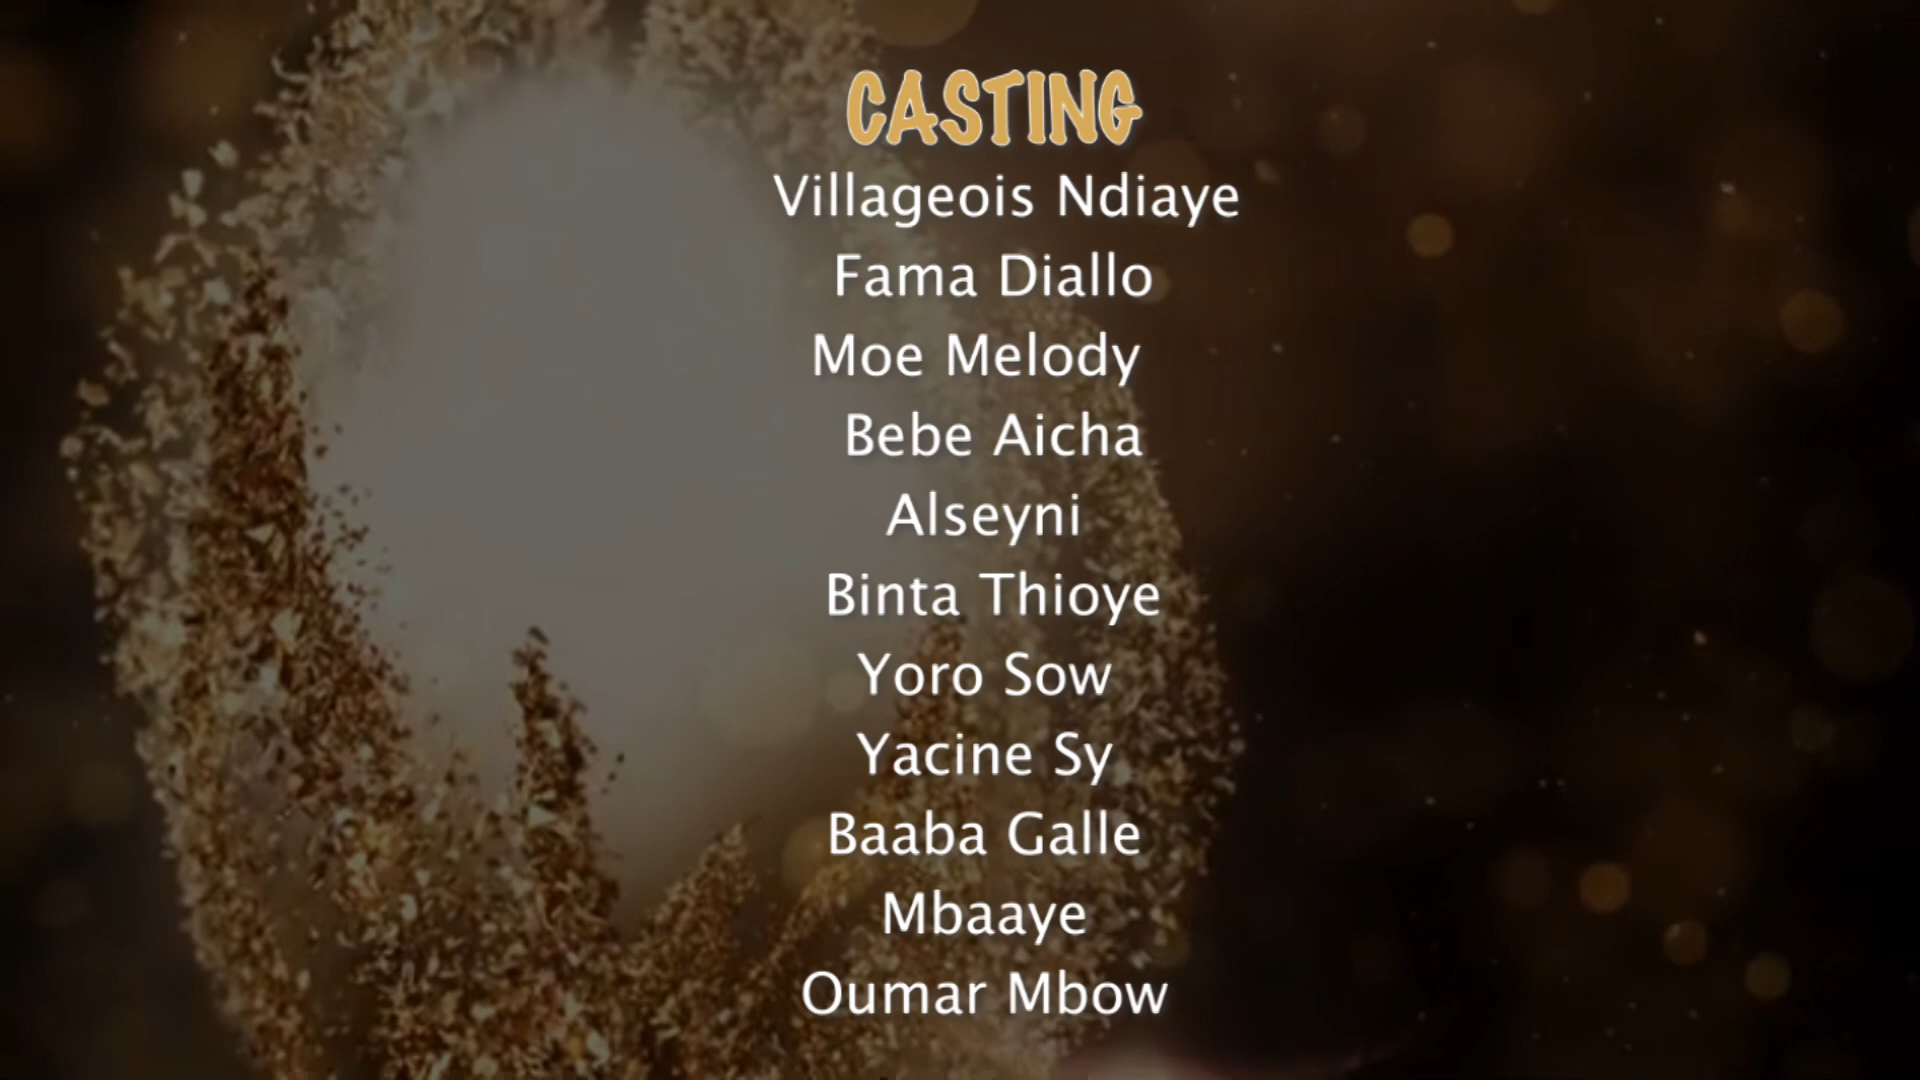 CASTING
Villageois Ndiaye
Fama Diallo
Moe Melody
Bebe Aicha
Alseyni
Binta Thioye
Yoro Sow
Yacine Sy
Baaba Galle
Mbaaye
Oumar Mbow